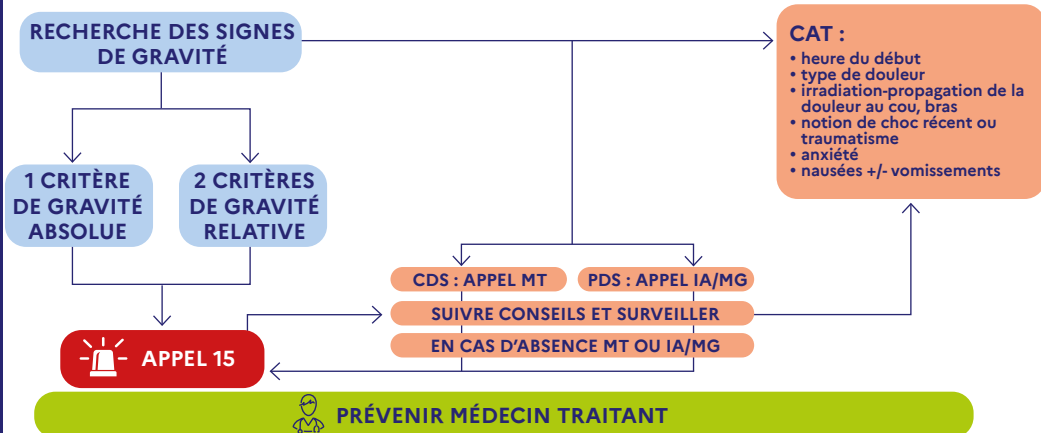 RECHERCHE DES SIGNES
DE GRAVITÉ
CAT :
• heure du début
• type de douleur
• irradiation-propagation de la
douleur au cou, bras
• notion de choc récent ou
traumatisme
• anxiété
• nausées +/- vomissements
1 CRITÈRE
DE GRAVITÉ
ABSOLUE
2 CRITÈRES
DE GRAVITÉ
RELATIVE
CDS : APPEL MT
PDS : APPEL IA/MG
SUIVRE CONSEILS ET SURVEILLER
EN CAS D'ABSENCE MT OU IA/MG
APPEL 15
PRÉVENIR MÉDECIN TRAITANT